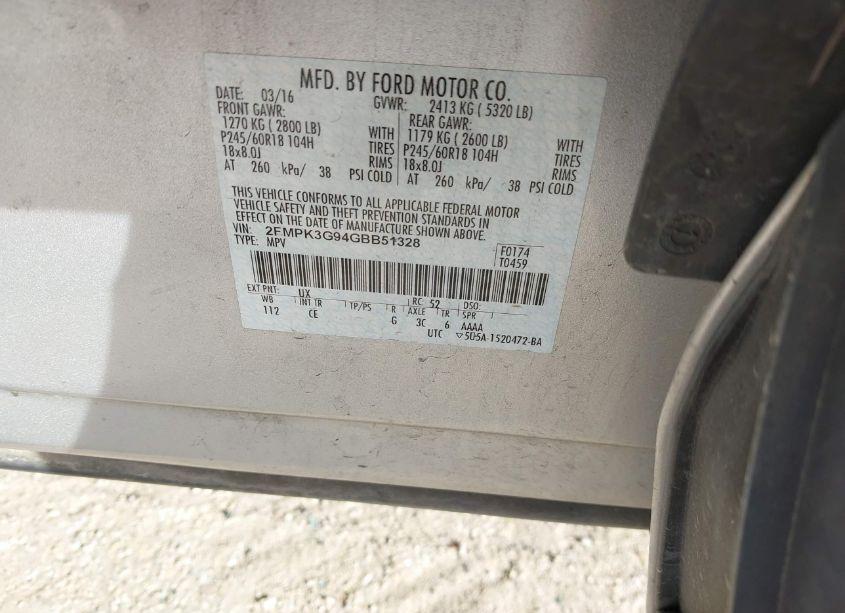 MFD. BY FORD MOTOR CO.
DATE: 03/16 GVWR: 2413 KG ( 5320 LB)
FRONT GAWR: REAR GAWR:
1270 KG ( 2800 LB) WITH 1179 KG ( 2600 LB) WITH
P245/60R18 104H TIRES P245/60R18 104H TIRES
18x8.0J RIMS 18x8.0J RIMS
AT 260 kPa/ 38 PSI COLD AT 260 kPa/ 38 PSI COLD
THIS VEHICLE CONFORMS TO ALL APPLICABLE FEDERAL MOTOR
VEHICLE SAFETY AND THEFT PREVENTION STANDARDS IN
EFFECT ON THE DATE OF MANUFACTURE SHOWN ABOVE.
VIN: 2FMPK3G94GBB51328
TYPE: MPV F0174
T0459
EXT PNT: UX RC: 52 DSO:
WB INT TR TP/PS R AXLE TR SPR
112 CE G 3C 6 AAAA
UTC ▽5U5A-1520472-BA